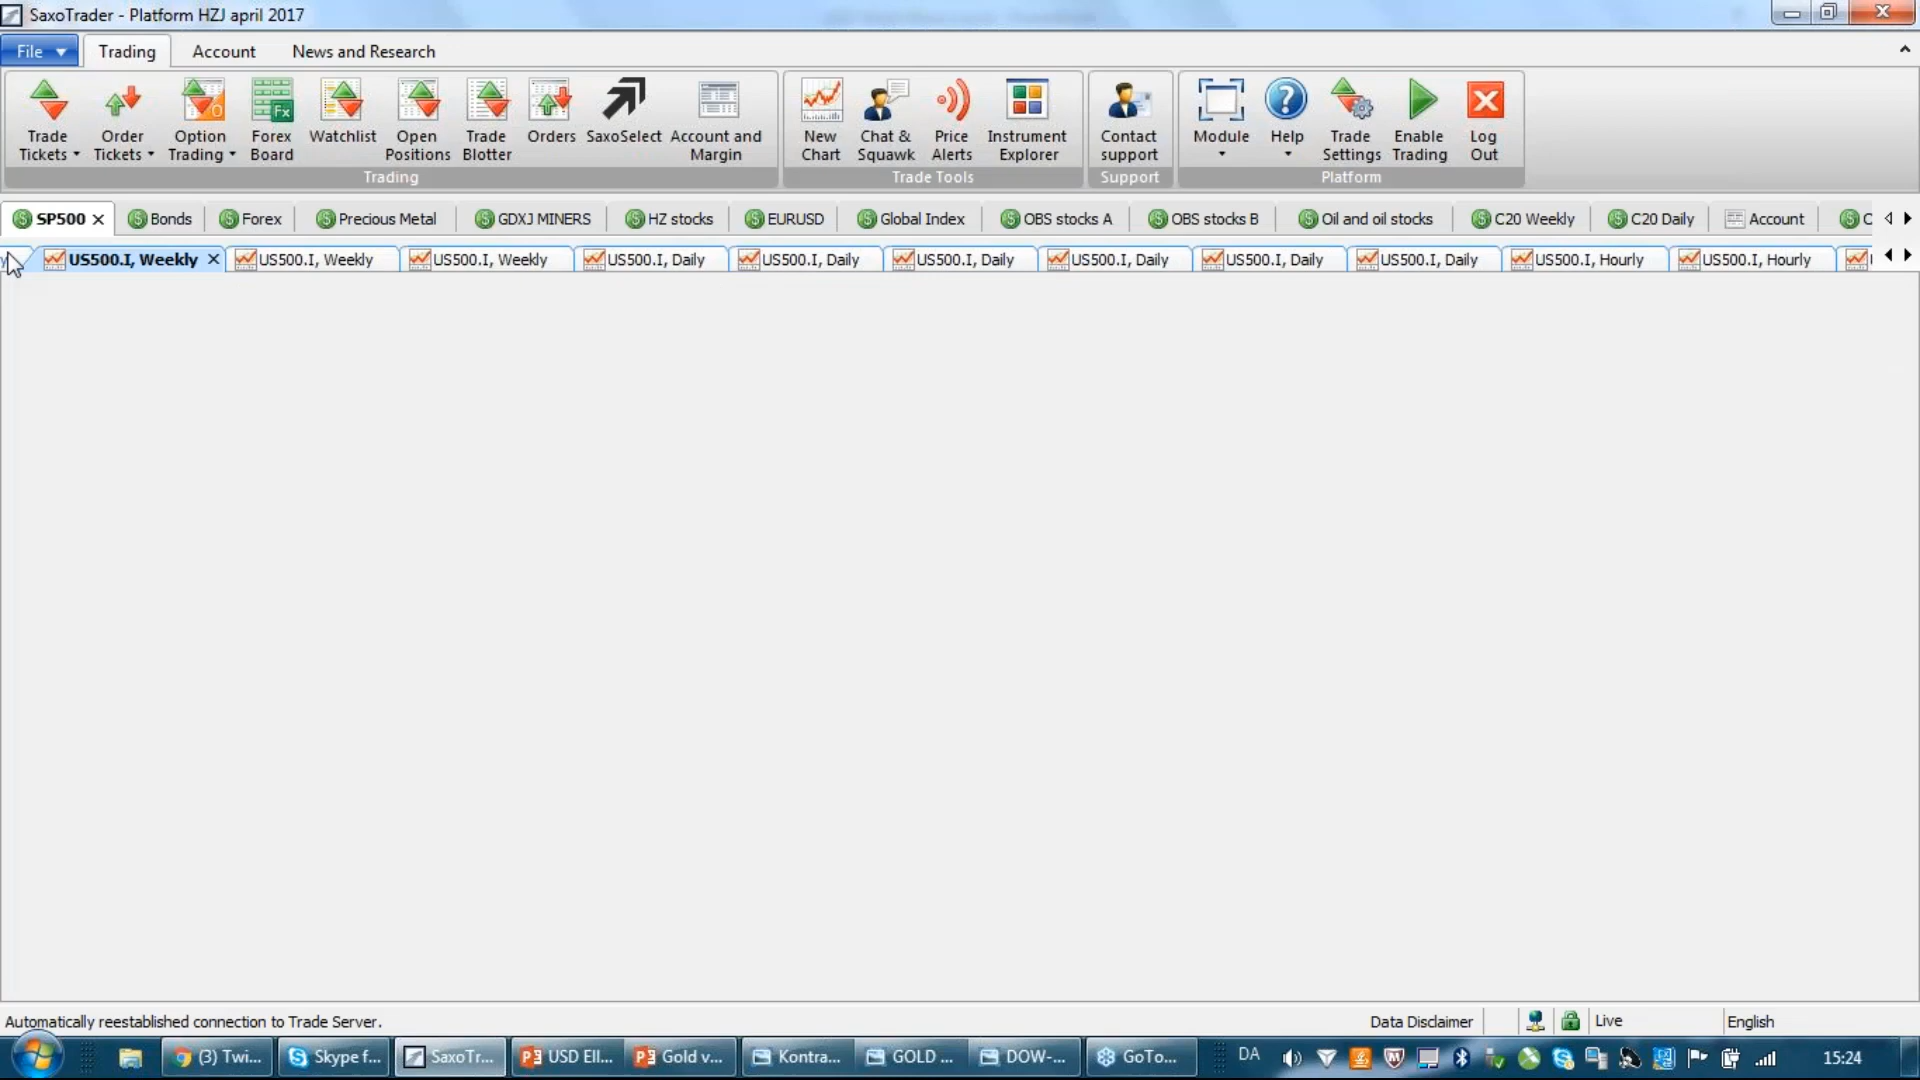 SaxoTrader - Platform HZJ april 2017
File
Trading
Account
News and Research
Trade Tickets
Order Tickets
Option Trading
Forex Board
Watchlist
Open Positions
Trade Blotter
Orders
SaxoSelect
Account and Margin
New Chart
Chat & Squawk
Price Alerts
Instrument Explorer
Contact support
Module
Help
Trade Settings
Enable Trading
Log Out
Trading
Trade Tools
Support
Platform
SP500
Bonds
Forex
Precious Metal
GDXJ MINERS
HZ stocks
EURUSD
Global Index
OBS stocks A
OBS stocks B
Oil and oil stocks
C20 Weekly
C20 Daily
Account
US500.I, Weekly
US500.I, Weekly
US500.I, Weekly
US500.I, Daily
US500.I, Daily
US500.I, Daily
US500.I, Daily
US500.I, Daily
US500.I, Daily
US500.I, Hourly
US500.I, Hourly
Automatically reestablished connection to Trade Server.
Data Disclaimer
Live
English
(3) Twi...
Skype f...
SaxoTr...
USD Ell...
Gold v...
Kontra...
GOLD ...
DOW-...
GoTo...
DA
15:24